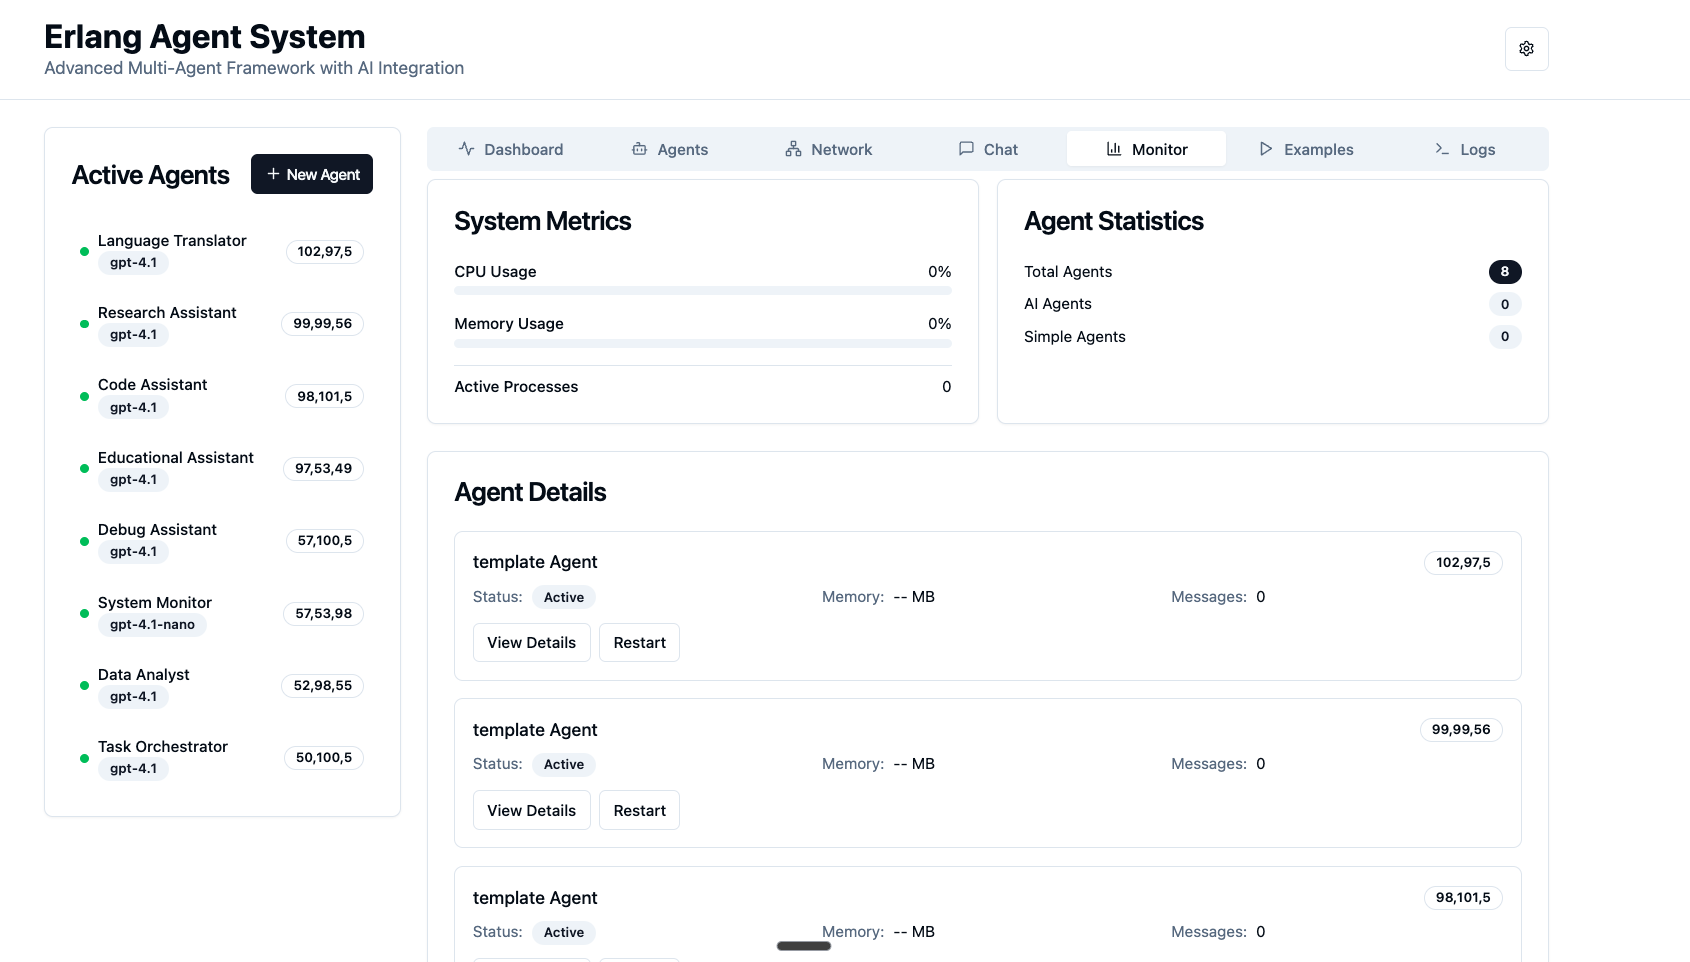 Erlang Agent System
Advanced Multi-Agent Framework with AI Integration
Active Agents
+ New Agent
Language Translator
gpt-4.1
102,97,5
Research Assistant
gpt-4.1
99,99,56
Code Assistant
gpt-4.1
98,101,5
Educational Assistant
gpt-4.1
97,53,49
Debug Assistant
gpt-4.1
57,100,5
System Monitor
gpt-4.1-nano
57,53,98
Data Analyst
gpt-4.1
52,98,55
Task Orchestrator
gpt-4.1
50,100,5
Dashboard Agents Network Chat Monitor Examples Logs
System Metrics
CPU Usage 0%
Memory Usage 0%
Active Processes 0
Agent Statistics
Total Agents 8
AI Agents 0
Simple Agents 0
Agent Details
template Agent 102,97,5
Status: Active Memory: -- MB Messages: 0
View Details Restart
template Agent 99,99,56
Status: Active Memory: -- MB Messages: 0
View Details Restart
template Agent 98,101,5
Status: Active Memory: -- MB Messages: 0